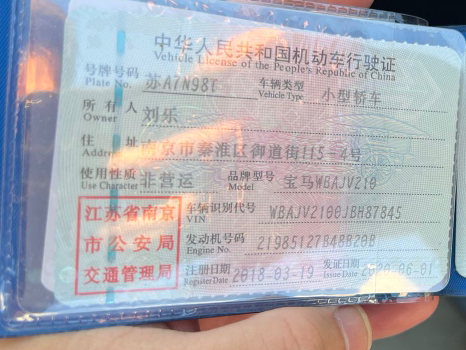 中华人民共和国机动车行驶证
Vehicle License of the People's Republic of China
号牌号码 苏A7N98T 车辆类型 小型轿车
Plate No. Vehicle Type
所有人 刘乐
Owner
住址 南京市秦淮区御道街115-4号
Address
使用性质 非营运 品牌型号 宝马WBAJV210
Use Character Model
江苏省南京 车辆识别代号 WBAJV2100JBH87845
VIN
市公安局 发动机号码 21985127B48B20B
Engine No.
交通管理局 注册日期 2018-03-19 发证日期 2020-06-01
Register Date Issue Date